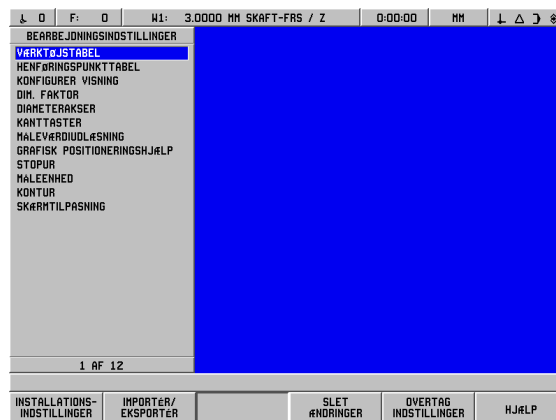 0 F: 0 W1: 3.0000 MM SKAFT-FRS / Z 0:00:00 MM
BEARBEJDNINGSINDSTILLINGER
VÆRKTØJSTABEL
HENFØRINGSPUNKTTABEL
KONFIGURER VISNING
DIM. FAKTOR
DIAMETERAKSER
KANTTASTER
MALEVÆRDIUDLÆSNING
GRAFISK POSITIONERINGSHJÆLP
STOPUR
MALEENHED
KONTUR
SKÆRMTILPASNING
1 AF 12
INSTALLATIONS-
INDSTILLINGER
IMPORTÉR/
EKSPORTÉR
SLET
ÆNDRINGER
OVERTAG
INDSTILLINGER
HJÆLP